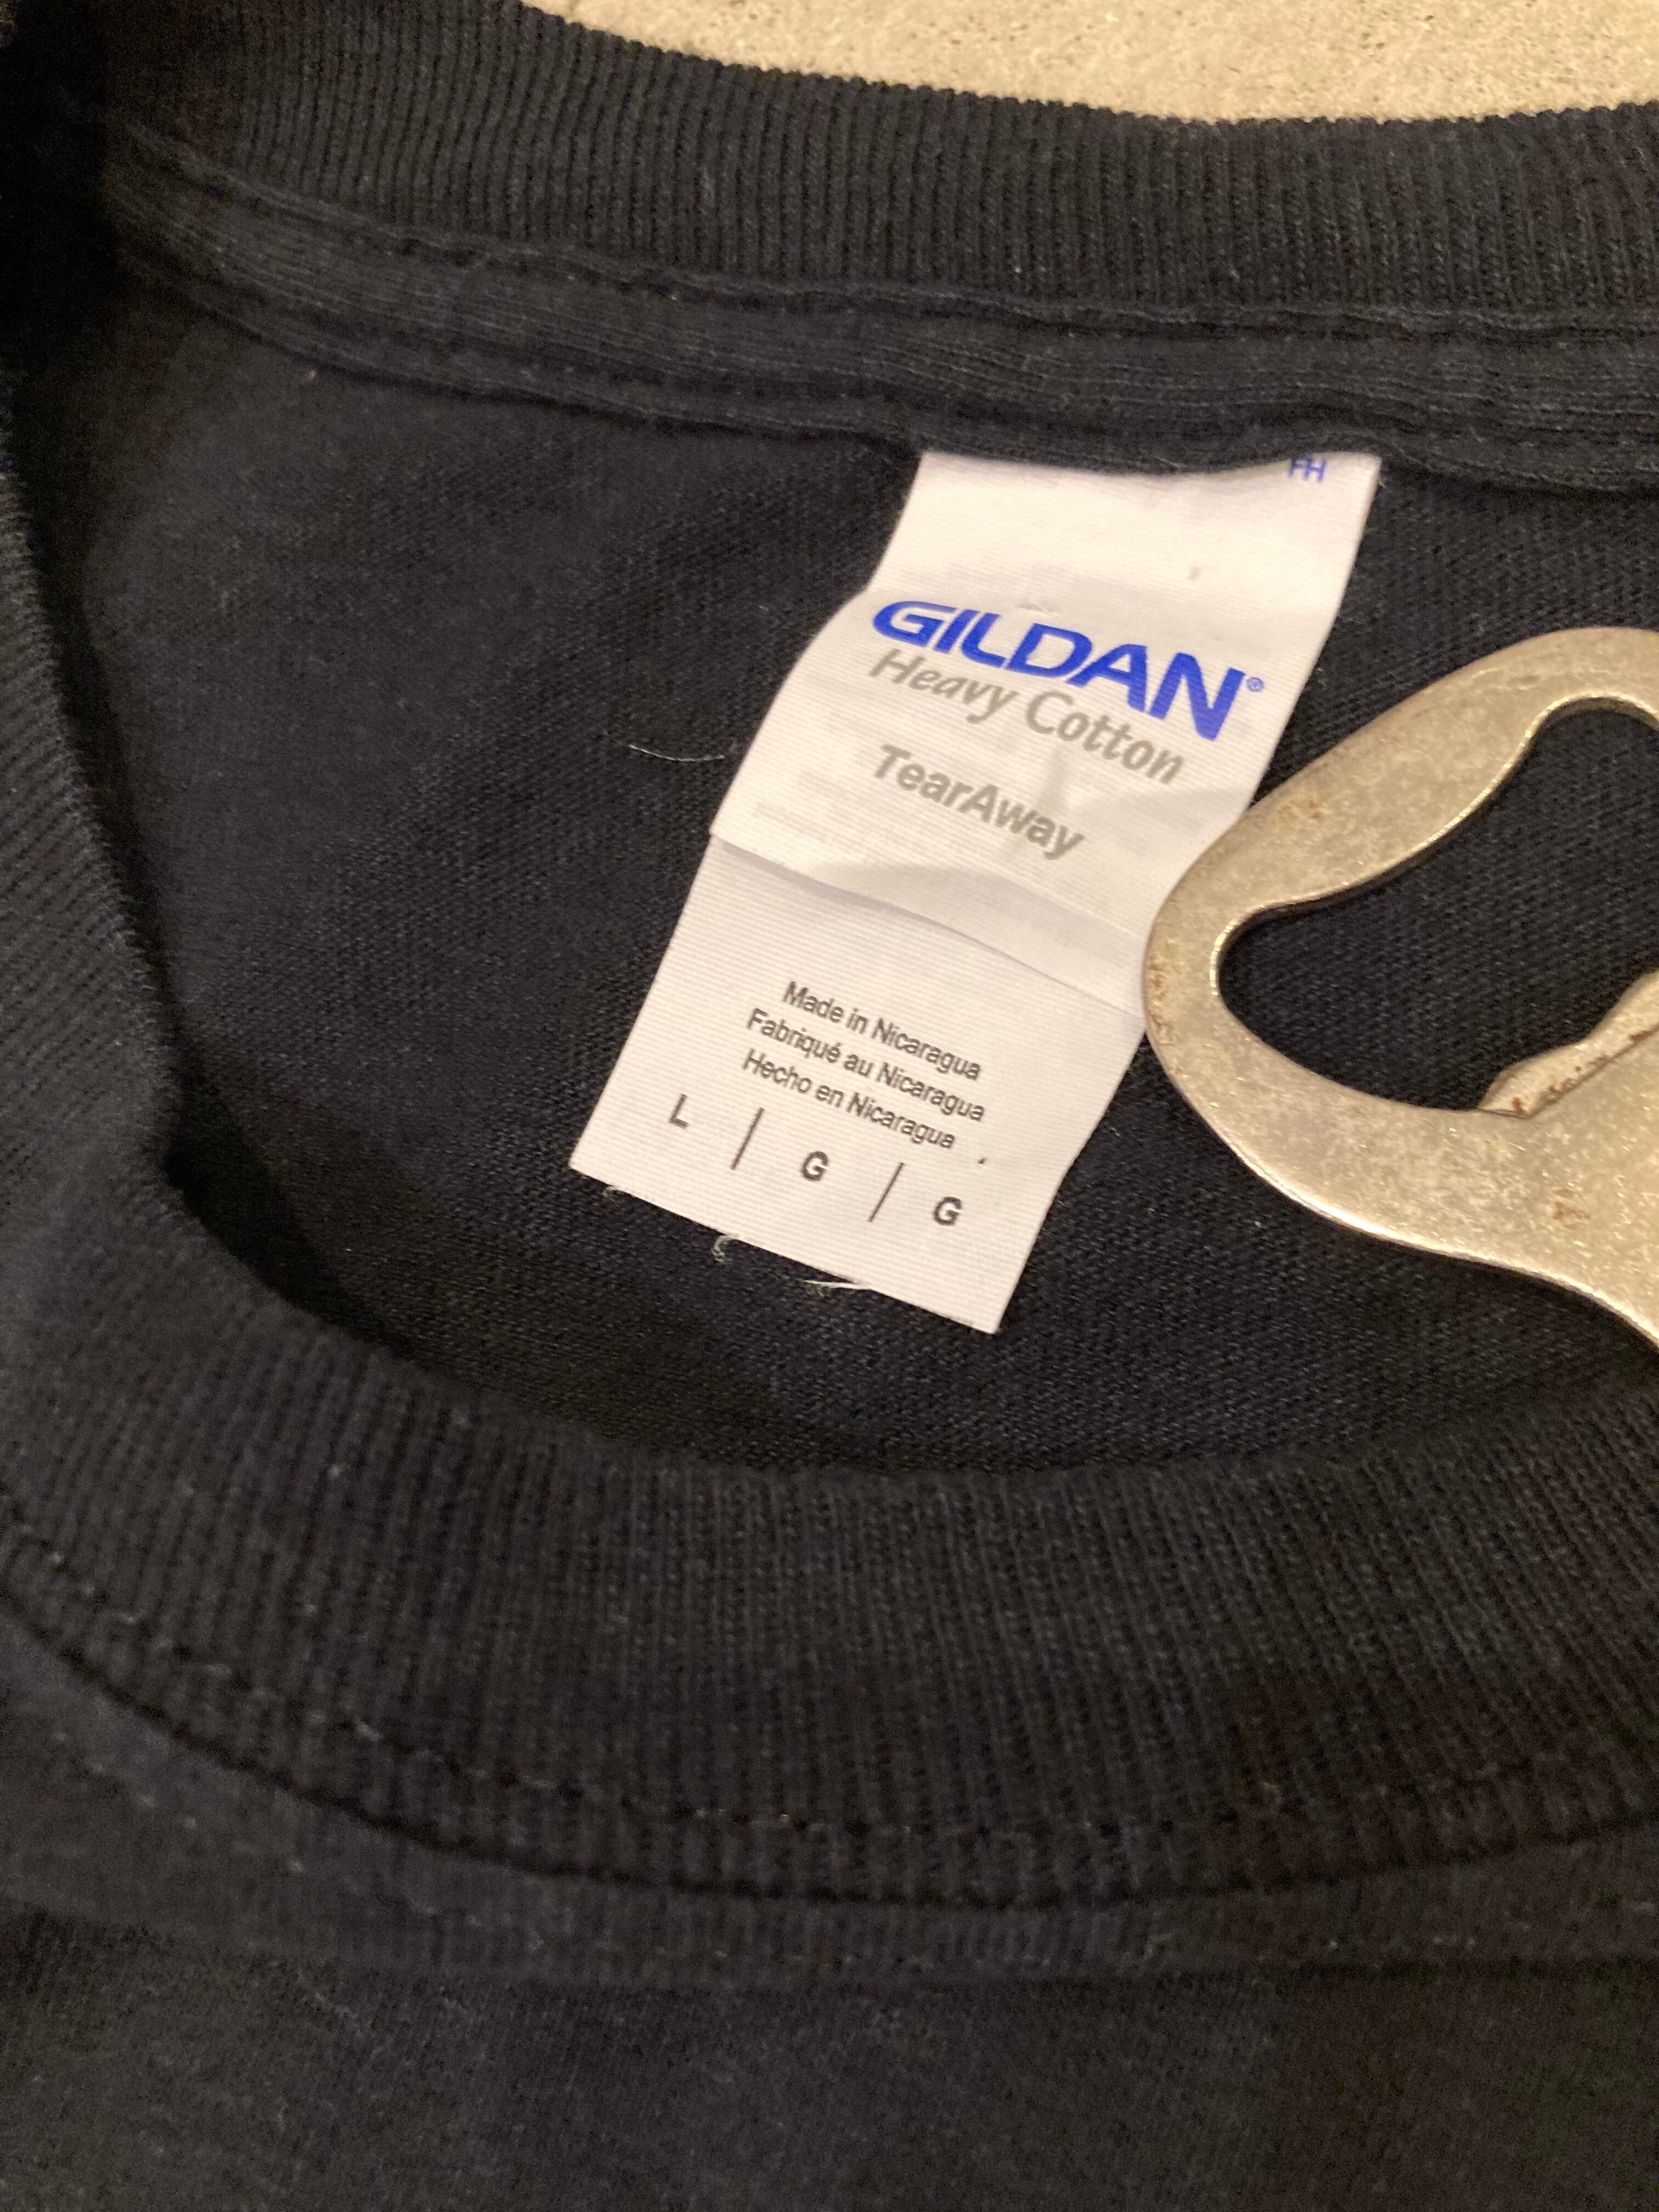 GILDAN®
Heavy Cotton
TearAway
Made in Nicaragua
Fabriqué au Nicaragua
Hecho en Nicaragua
L | G | G